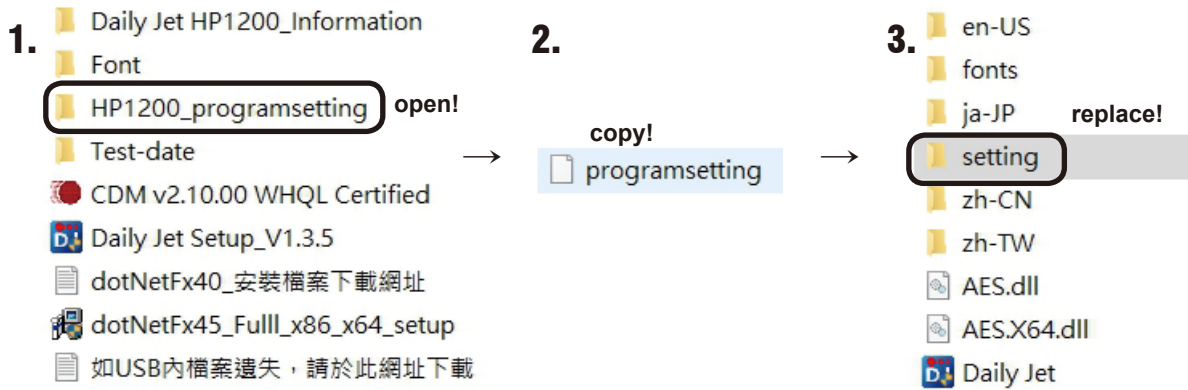 1.
Daily Jet HP1200_Information
Font
HP1200_programsetting
open!
Test-date
CDM v2.10.00 WHQL Certified
Daily Jet Setup_V1.3.5
dotNetFx40_安裝檔案下載網址
dotNetFx45_Fulll_x86_x64_setup
如USB內檔案遺失,請於此網址下載
→
2.
copy!
programsetting
→
3.
en-US
fonts
ja-JP
replace!
setting
zh-CN
zh-TW
AES.dll
AES.X64.dll
Daily Jet